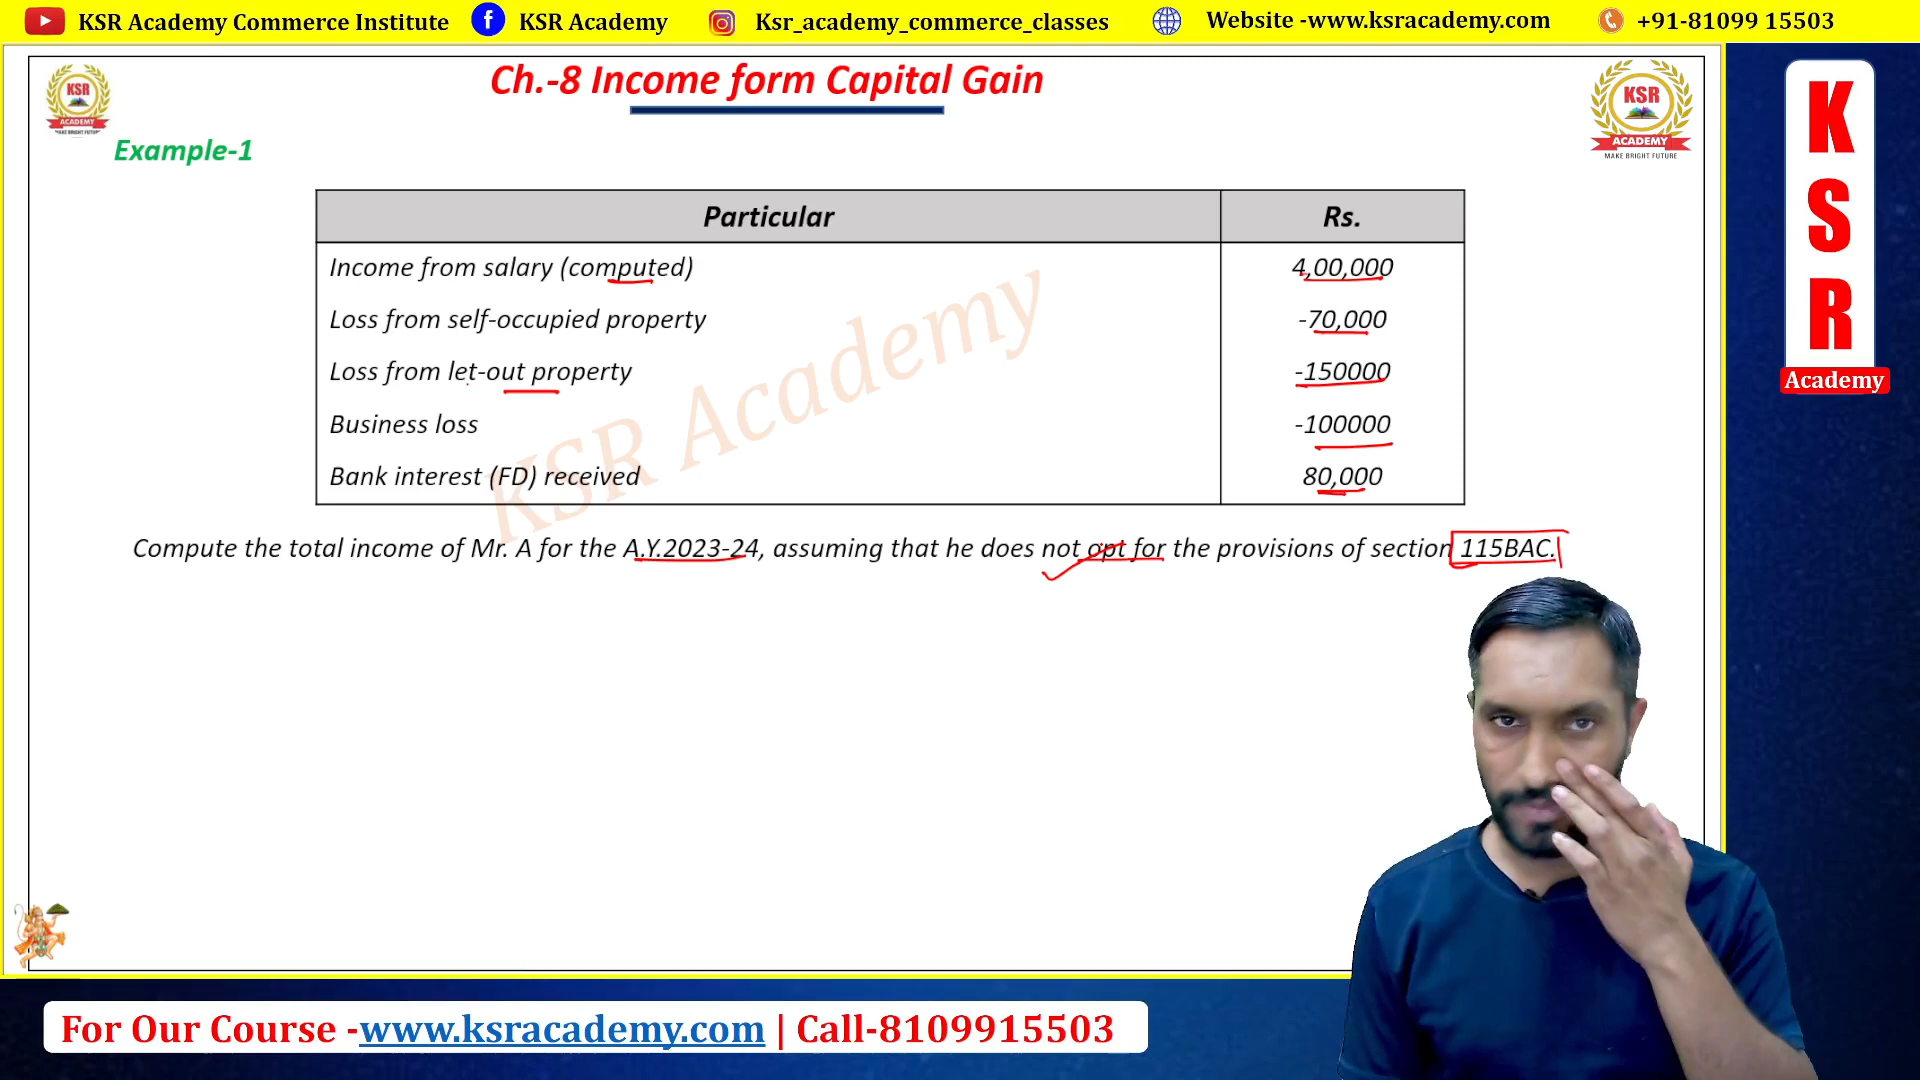 KSR Academy Commerce Institute KSR Academy Ksr_academy_commerce_classes Website -www.ksracademy.com +91-81099 15503
Ch.-8 Income form Capital Gain
KSR
ACADEMY
KSR
ACADEMY
MAKE BRIGHT FUTURE
K
S
R
Academy
Example-1
Particular Rs.
Income from salary (computed) 4,00,000
Loss from self-occupied property -70,000
Loss from let-out property -150000
Business loss -100000
Bank interest (FD) received 80,000
KSR Academy
Compute the total income of Mr. A for the A.Y.2023-24, assuming that he does not opt for the provisions of section 115BAC.
For Our Course -www.ksracademy.com | Call-8109915503